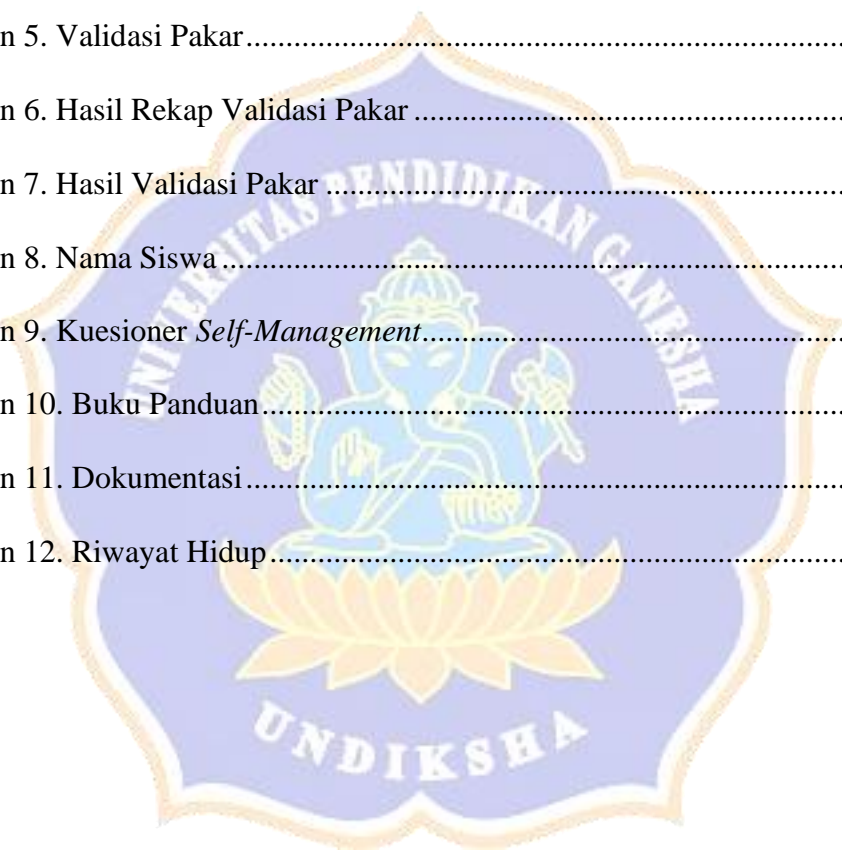 n 5. Validasi Pakar................................................................................
n 6. Hasil Rekap Validasi Pakar................................................................
n 7. Hasil Validasi Pakar................................................................
n 8. Nama Siswa................................................................................
n 9. Kuesioner Self-Management................................................................
n 10. Buku Panduan................................................................................
n 11. Dokumentasi................................................................................
n 12. Riwayat Hidup................................................................................
UNIVERSITAS PENDIDIKAN GANESHA
UNDIKSHA